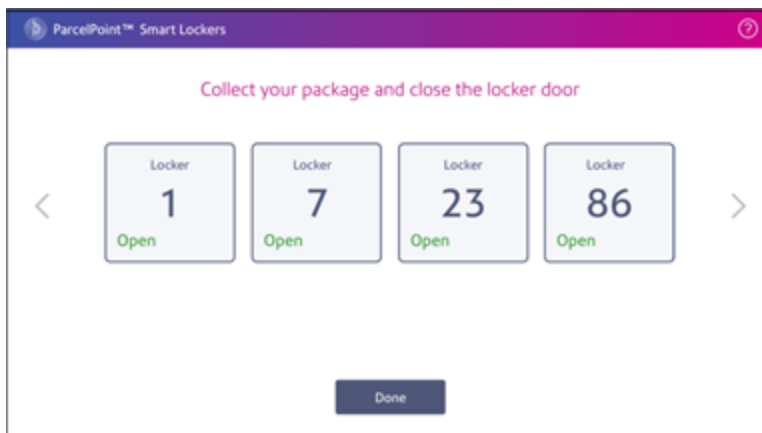 ParcelPoint™ Smart Lockers
Collect your package and close the locker door
Locker
1
Open
Locker
7
Open
Locker
23
Open
Locker
86
Open
Done